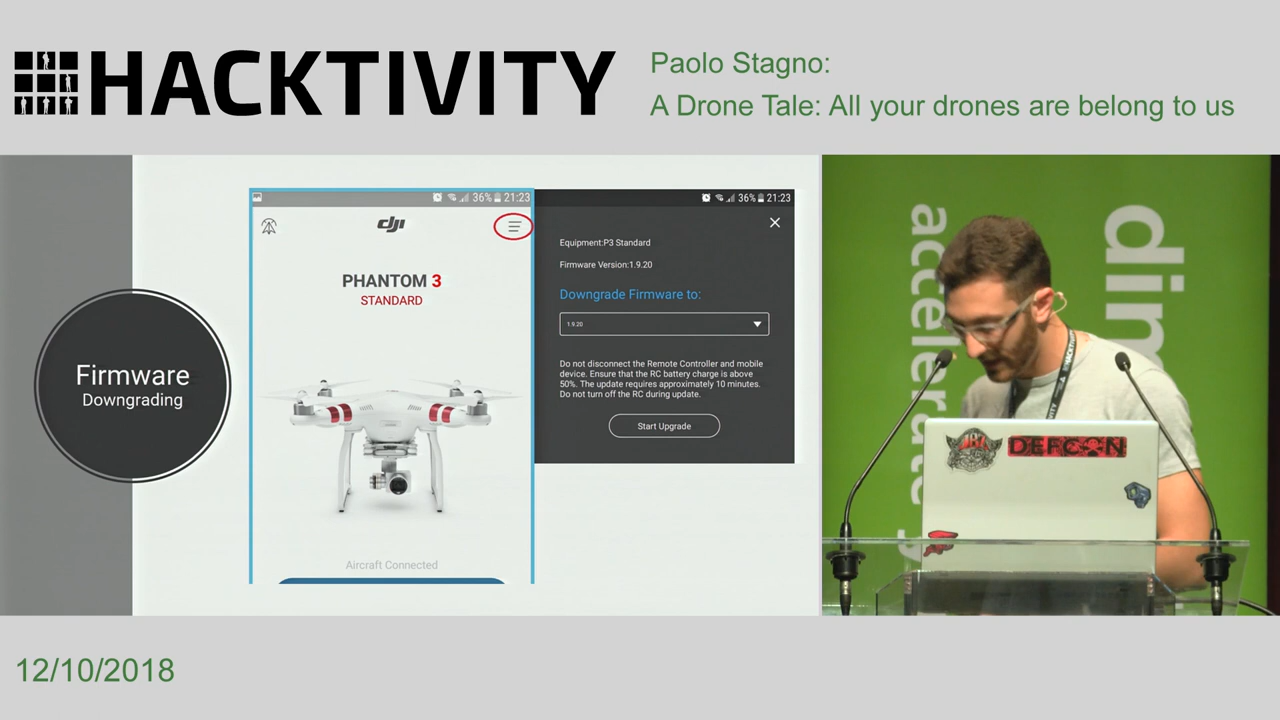 HACKTIVITY
Paolo Stagno:
A Drone Tale: All your drones are belong to us
Firmware
Downgrading
36% 21:23
dji
PHANTOM 3
STANDARD
Aircraft Connected
36% 21:23
Equipment:P3 Standard
Firmware Version:1.9.20
Downgrade Firmware to:
1.9.20
Do not disconnect the Remote Controller and mobile
device. Ensure that the RC battery charge is above
50%. The update requires approximately 10 minutes.
Do not turn off the RC during update.
Start Upgrade
dim
accelerate
HACKTIVITY
DEFCON
12/10/2018